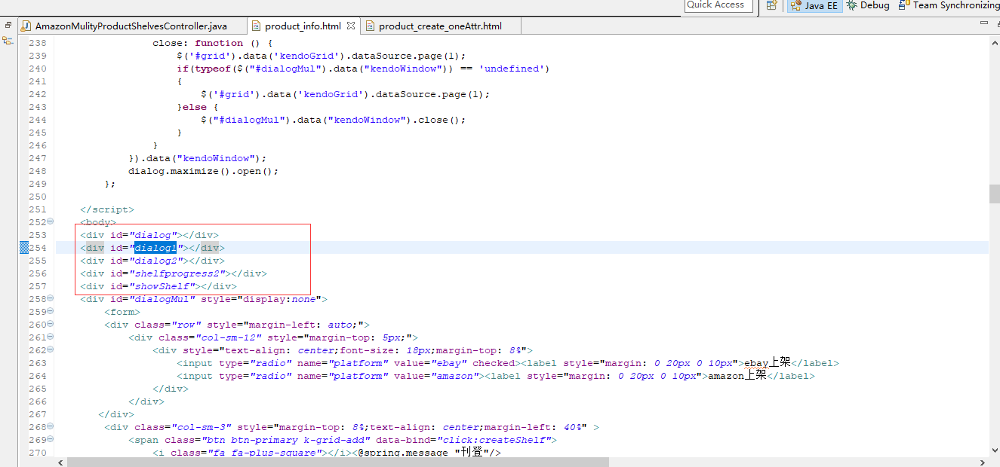 Quick Access
Java EE
Debug
Team Synchronizing
AmazonMulityProductShelvesController.java
product_info.html
product_create_oneAttr.html
238 close: function () {
239 $('#grid').data('kendoGrid').dataSource.page(1);
240 if(typeof($("#dialogMul").data("kendoWindow")) == 'undefined')
241 {
242 $('#grid').data('kendoGrid').dataSource.page(1);
243 }else {
244 $("#dialogMul").data("kendoWindow").close();
245 }
246 }
247 }).data("kendoWindow");
248 dialog.maximize().open();
249 };
250
251 </script>
252 <body>
253 <div id="dialog"></div>
254 <div id="dialog1"></div>
255 <div id="dialog2"></div>
256 <div id="shelfprogress2"></div>
257 <div id="showShelf"></div>
258 <div id="dialogMul" style="display:none">
259 <form>
260 <div class="row" style="margin-left: auto;">
261 <div class="col-sm-12" style="margin-top: 5px;">
262 <div style="text-align: center;font-size: 18px;margin-top: 8%">
263 <input type="radio" name="platform" value="ebay" checked><label style="margin: 0 20px 0 10px">ebay上架</label>
264 <input type="radio" name="platform" value="amazon"><label style="margin: 0 20px 0 10px">amazon上架</label>
265 </div>
266 </div>
267 </div>
268 <div class="col-sm-3" style="margin-top: 8%;text-align: center;margin-left: 40%" >
269 <span class="btn btn-primary k-grid-add" data-bind="click:createShelf">
270 <i class="fa fa-plus-square"></i><@spring.message "刊登"/>